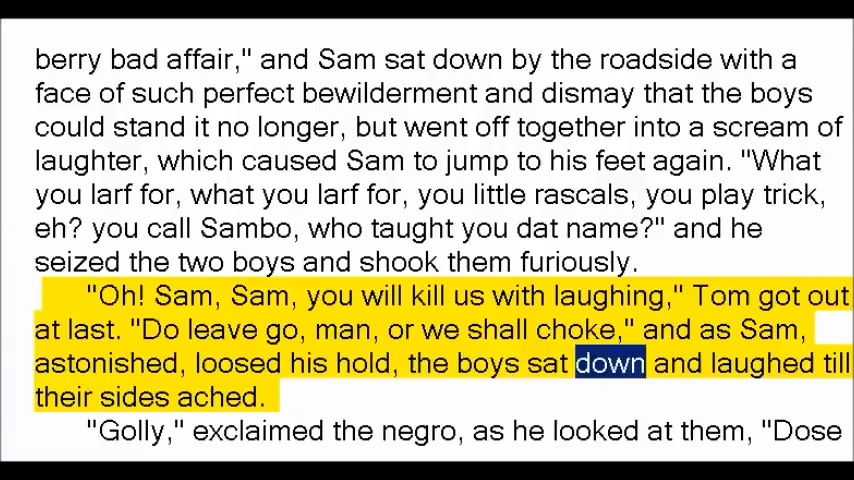 berry bad affair," and Sam sat down by the roadside with a
face of such perfect bewilderment and dismay that the boys
could stand it no longer, but went off together into a scream of
laughter, which caused Sam to jump to his feet again. "What
you larf for, what you larf for, you little rascals, you play trick,
eh? you call Sambo, who taught you dat name?" and he
seized the two boys and shook them furiously.
"Oh! Sam, Sam, you will kill us with laughing," Tom got out
at last. "Do leave go, man, or we shall choke," and as Sam,
astonished, loosed his hold, the boys sat down and laughed till
their sides ached.
"Golly," exclaimed the negro, as he looked at them, "Dose